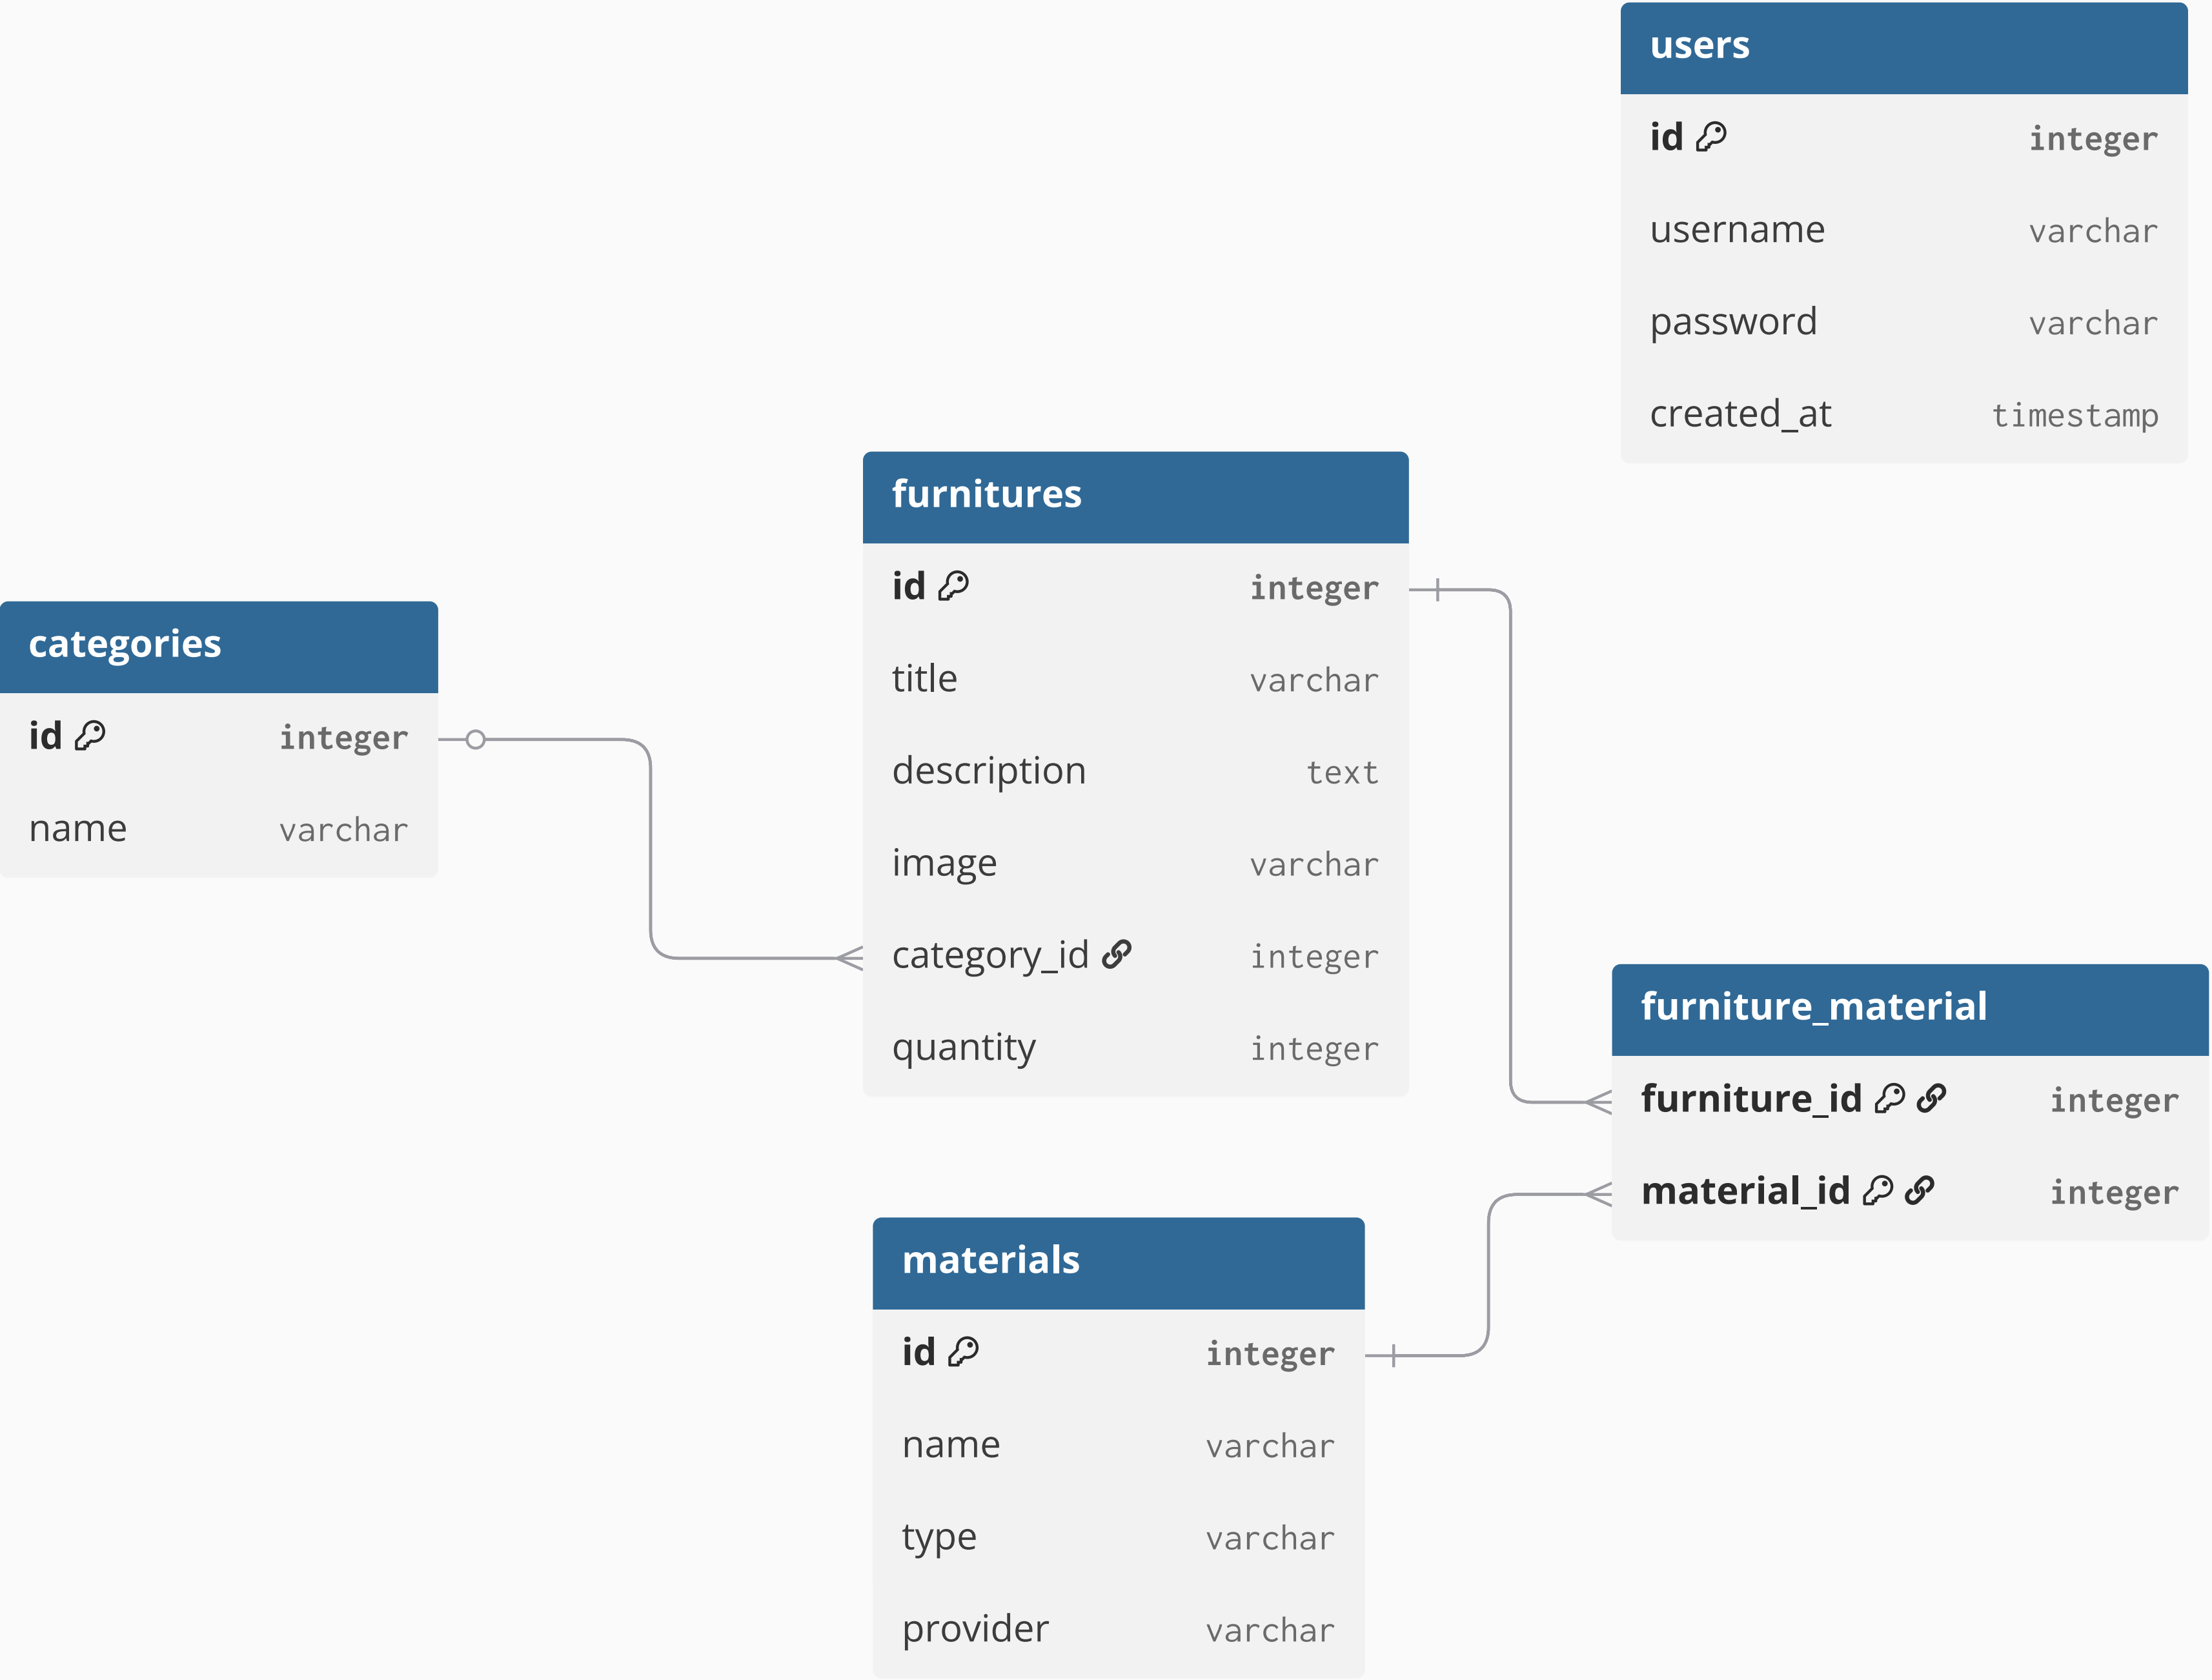 users
id integer
username varchar
password varchar
created_at timestamp
furnitures
id integer
title varchar
description text
image varchar
category_id integer
quantity integer
categories
id integer
name varchar
furniture_material
furniture_id integer
material_id integer
materials
id integer
name varchar
type varchar
provider varchar